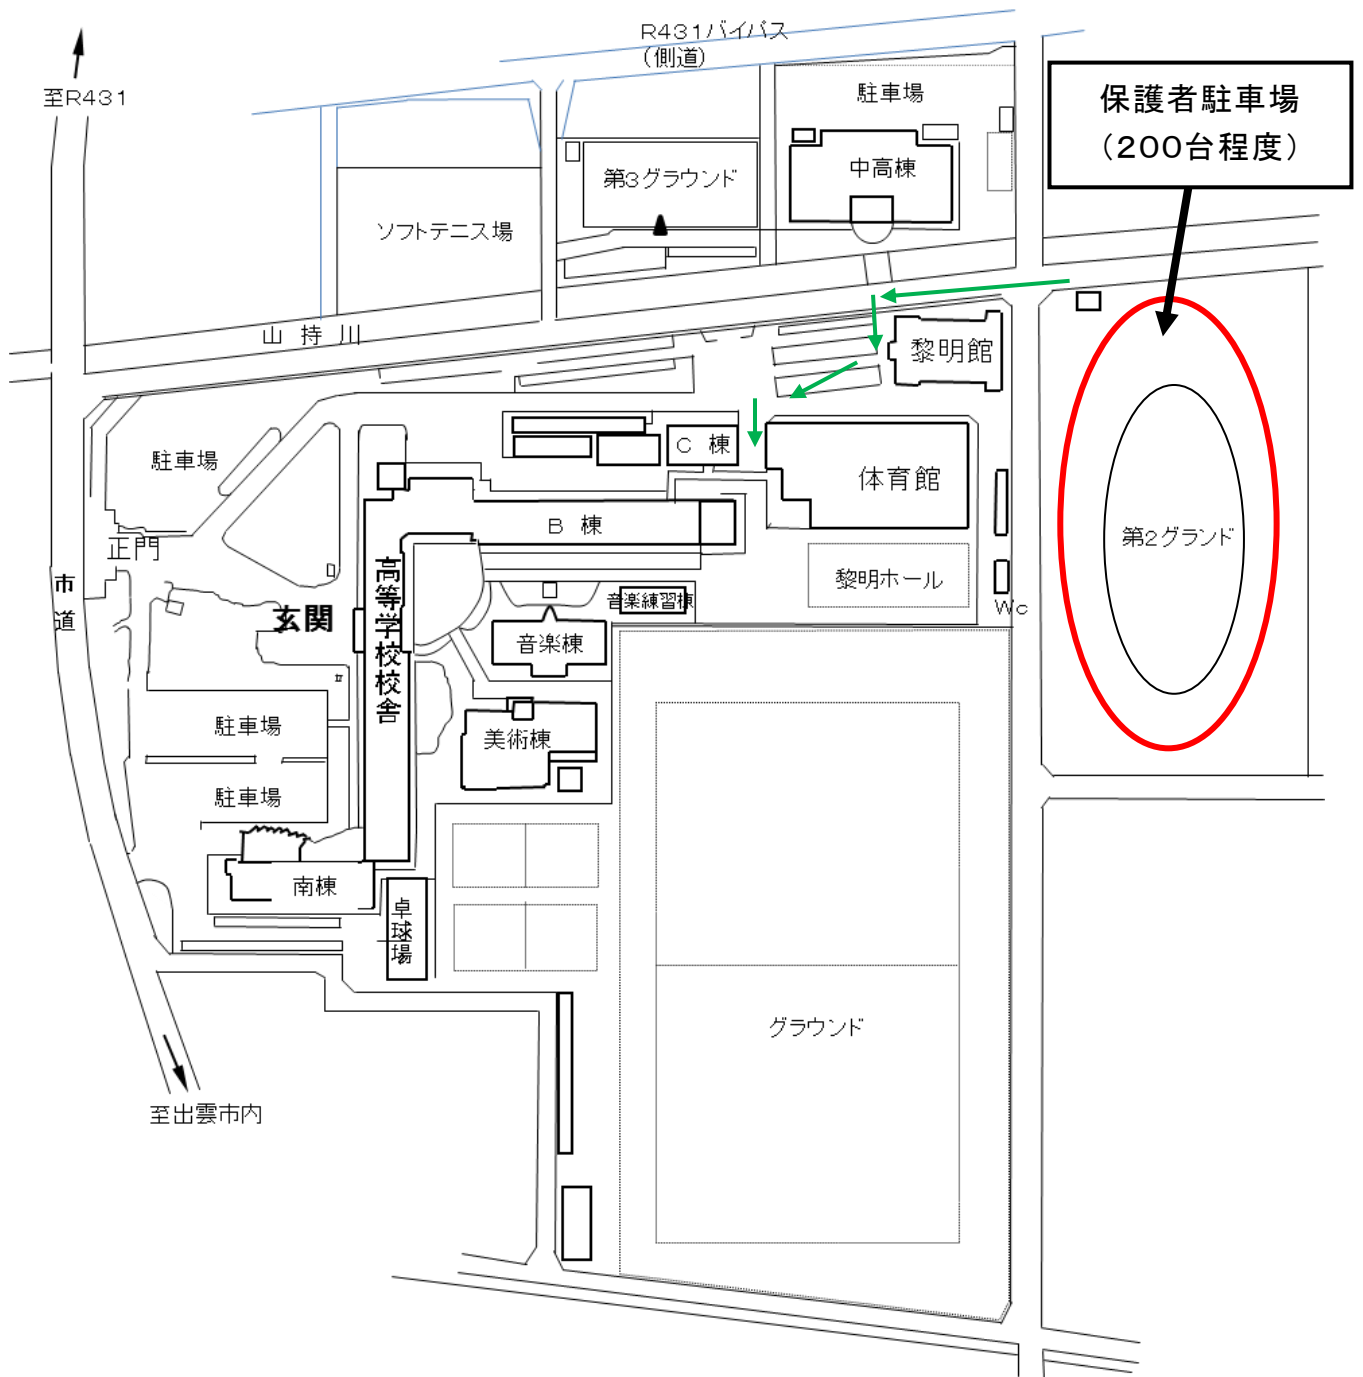 R431バイパス
(側道)
至R431
保護者駐車場
(200台程度)
駐車場
中高棟
第3グラウンド
ソフトテニス場
山持川
黎明館
C棟
体育館
駐車場
B棟
第2グランド
正門
市道
玄関
高等学校校舎
黎明ホール
音楽練習棟
Wc
音楽棟
駐車場
美術棟
駐車場
南棟
卓球場
グラウンド
至出雲市内